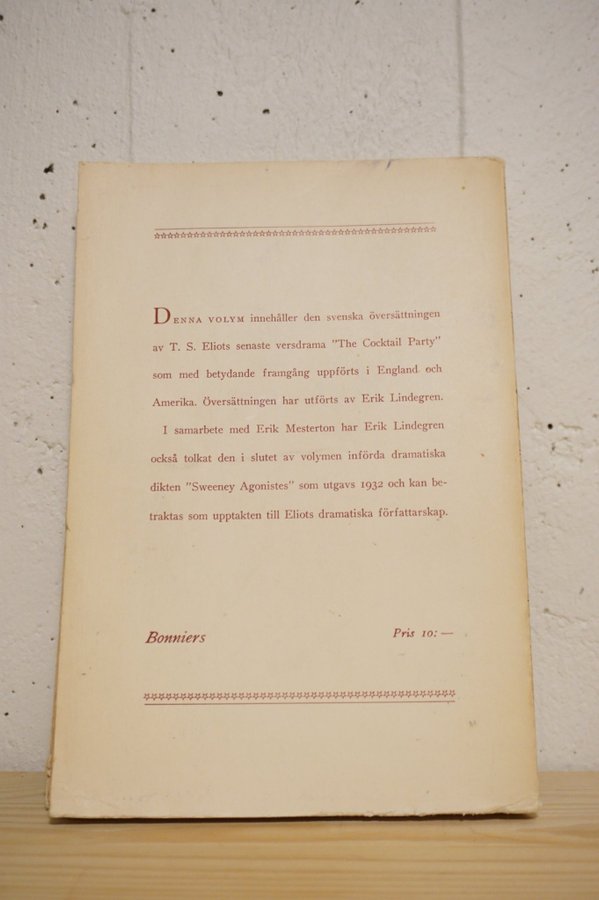 DENNA VOLYM innehåller den svenska översättningen
av T. S. Eliots senaste versdrama "The Cocktail Party"
som med betydande framgång uppförts i England och
Amerika. Översättningen har utförts av Erik Lindegren.
I samarbete med Erik Mesterton har Erik Lindegren
också tolkat den i slutet av volymen införda dramatiska
dikten "Sweeney Agonistes" som utgavs 1932 och kan be-
traktas som upptakten till Eliots dramatiska författarskap.
Bonniers
Pris 10: —